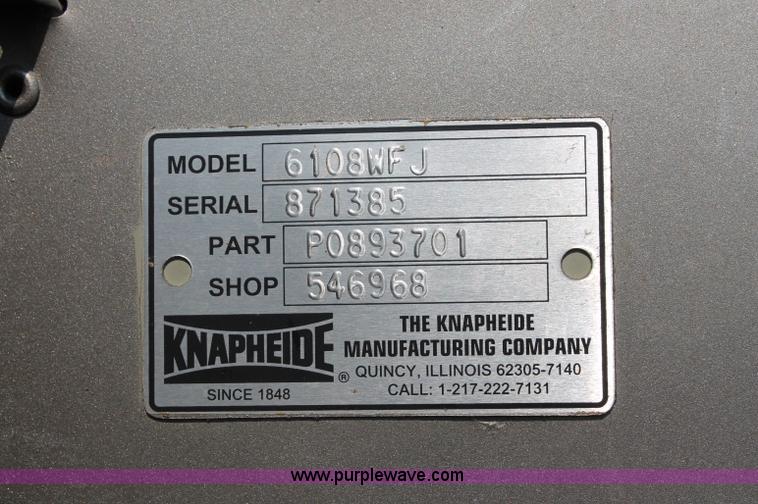 MODEL 6108WFJ
SERIAL 871385
PART P0893701
SHOP 546968
KNAPHEIDE ®
SINCE 1848
THE KNAPHEIDE
MANUFACTURING COMPANY
QUINCY, ILLINOIS 62305-7140
CALL: 1-217-222-7131
www.purplewave.com